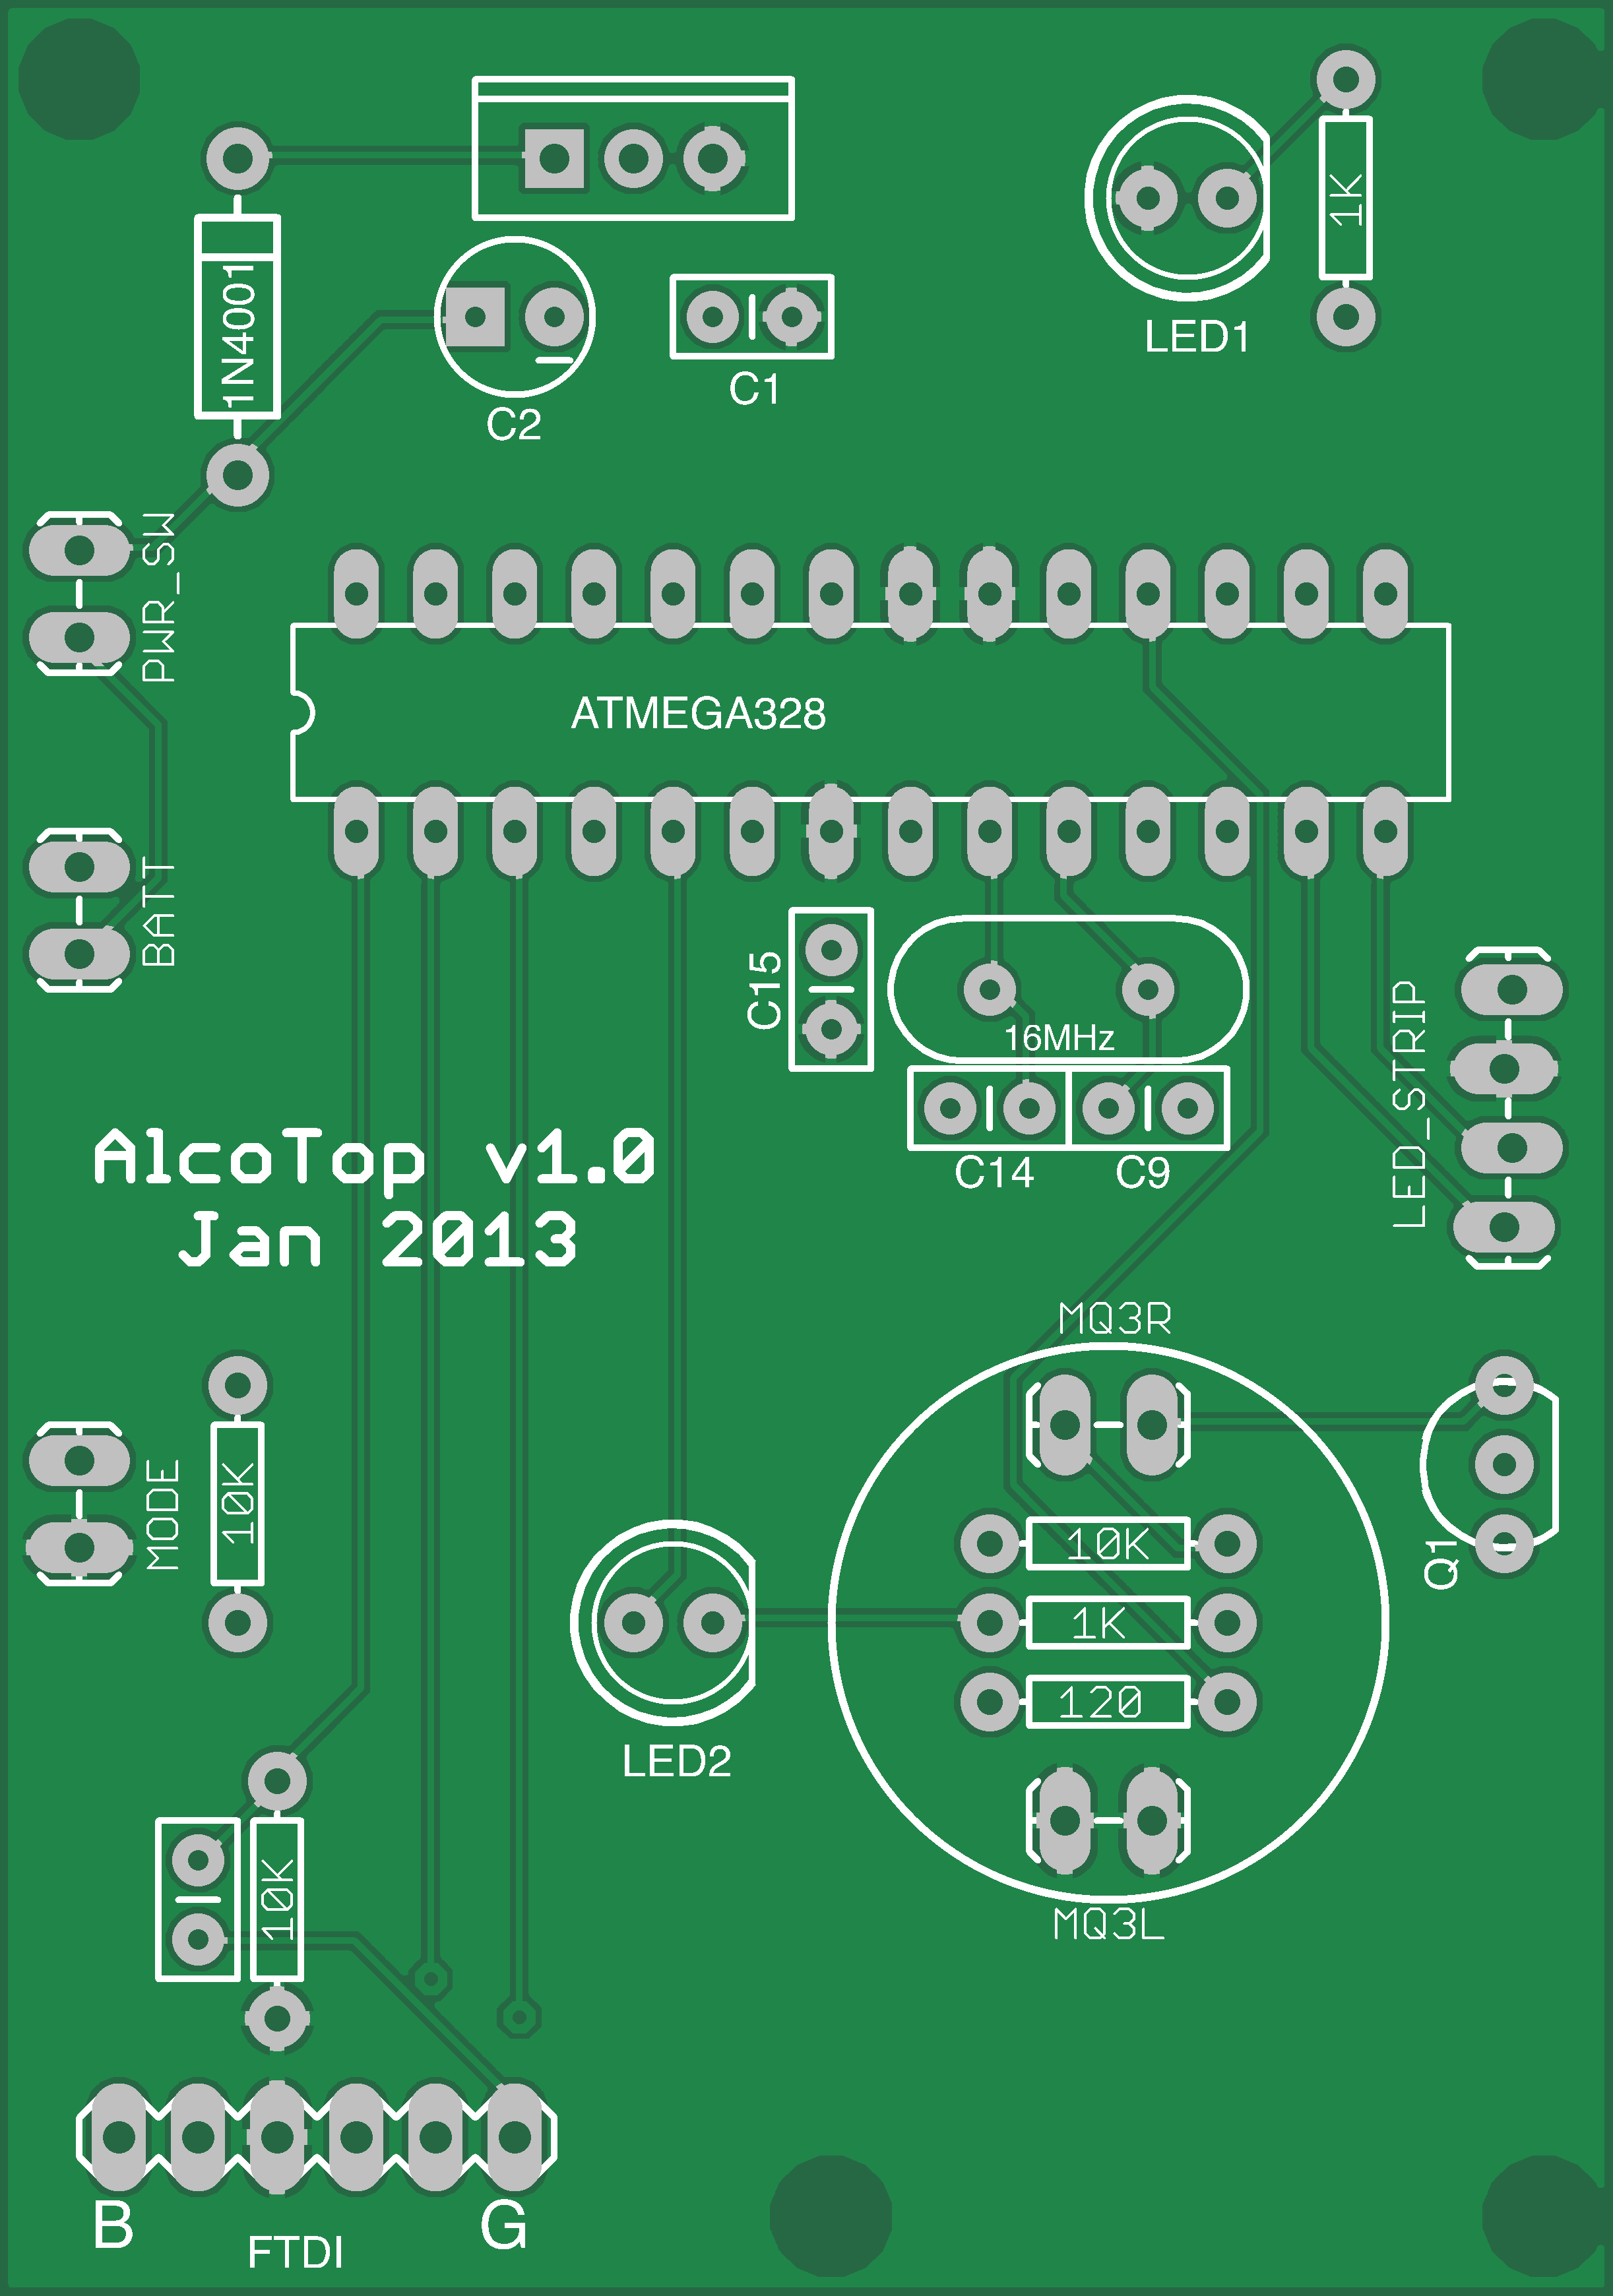 1K
1N4001
LED1
C1
C2
PWR_SW
ATMEGA328
BATT
C15
16MHz
LED_STRIP
C14
C9
AlcoTop v1.0
Jan 2013
MQ3R
MODE
10K
10K
Q1
1K
120
LED2
10K
MQ3L
B
G
FTDI